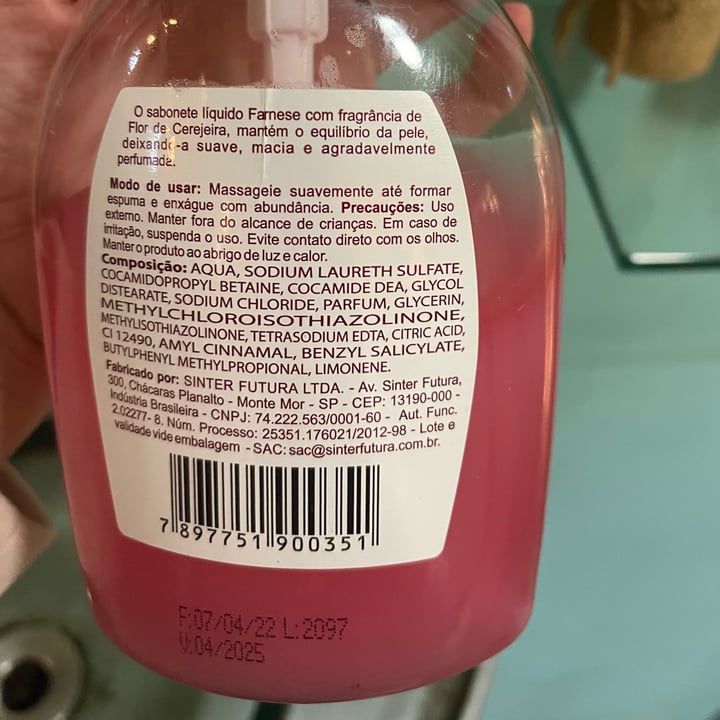 O sabonete líquido Farnese com fragrância de
Flor de Cerejeira, mantém o equilíbrio da pele,
deixando-a suave, macia e agradavelmente
perfumada.
Modo de usar: Massageie suavemente até formar
espuma e enxágue com abundância. Precauções: Uso
externo. Manter fora do alcance de crianças. Em caso de
irritação, suspenda o uso. Evite contato direto com os olhos.
Manter o produto ao abrigo de luz e calor.
Composição: AQUA, SODIUM LAURETH SULFATE,
COCAMIDOPROPYL BETAINE, COCAMIDE DEA, GLYCOL
DISTEARATE, SODIUM CHLORIDE, PARFUM, GLYCERIN,
METHYLCHLOROISOTHIAZOLINONE,
METHYLISOTHIAZOLINONE, TETRASODIUM EDTA, CITRIC ACID,
CI 12490, AMYL CINNAMAL, BENZYL SALICYLATE,
BUTYLPHENYL METHYLPROPIONAL, LIMONENE.
Fabricado por: SINTER FUTURA LTDA. - Av. Sinter Futura,
300, Chácaras Planalto - Monte Mor - SP - CEP: 13190-000 -
Indústria Brasileira - CNPJ: 74.222.563/0001-60 - Aut. Func.
2.02277- 8. Núm. Processo: 25351.176021/2012-98 - Lote e
validade vide embalagem - SAC: sac@sinterfutura.com.br.
7 897751 900351
F:07/04/22 L:2097
V:04/2025